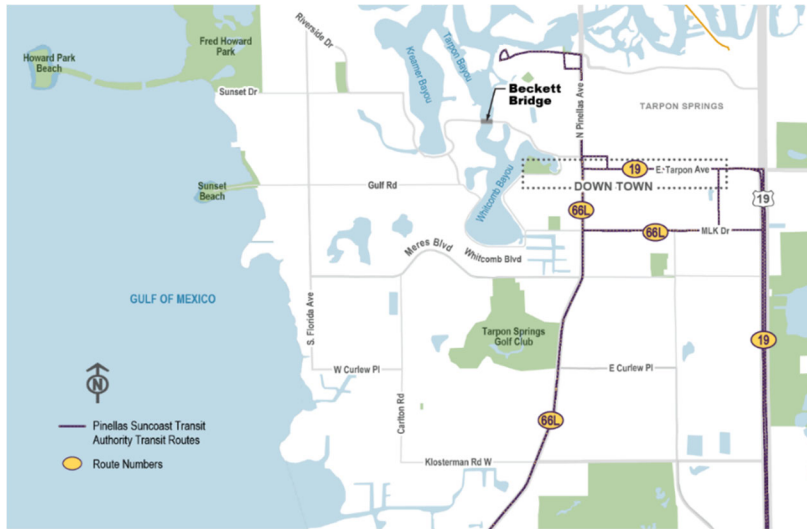 Riverside Dr
Fred Howard
Park
Howard Park
Beach
Kreamer Bayou
Tarpon Bayou
Beckett
Bridge
N Pinellas Ave
TARPON SPRINGS
Sunset Dr
19
E. Tarpon Ave
DOWN TOWN
Sunset
Beach
Gulf Rd
Whitcomb Bayou
19
66L
66L
MLK Dr
Meres Blvd
Whitcomb Blvd
GULF OF MEXICO
S. Florida Ave
Tarpon Springs
Golf Club
19
N
W Curlew Pl
E Curlew Pl
Carlton Rd
66L
Pinellas Suncoast Transit
Authority Transit Routes
Route Numbers
Klosterman Rd W